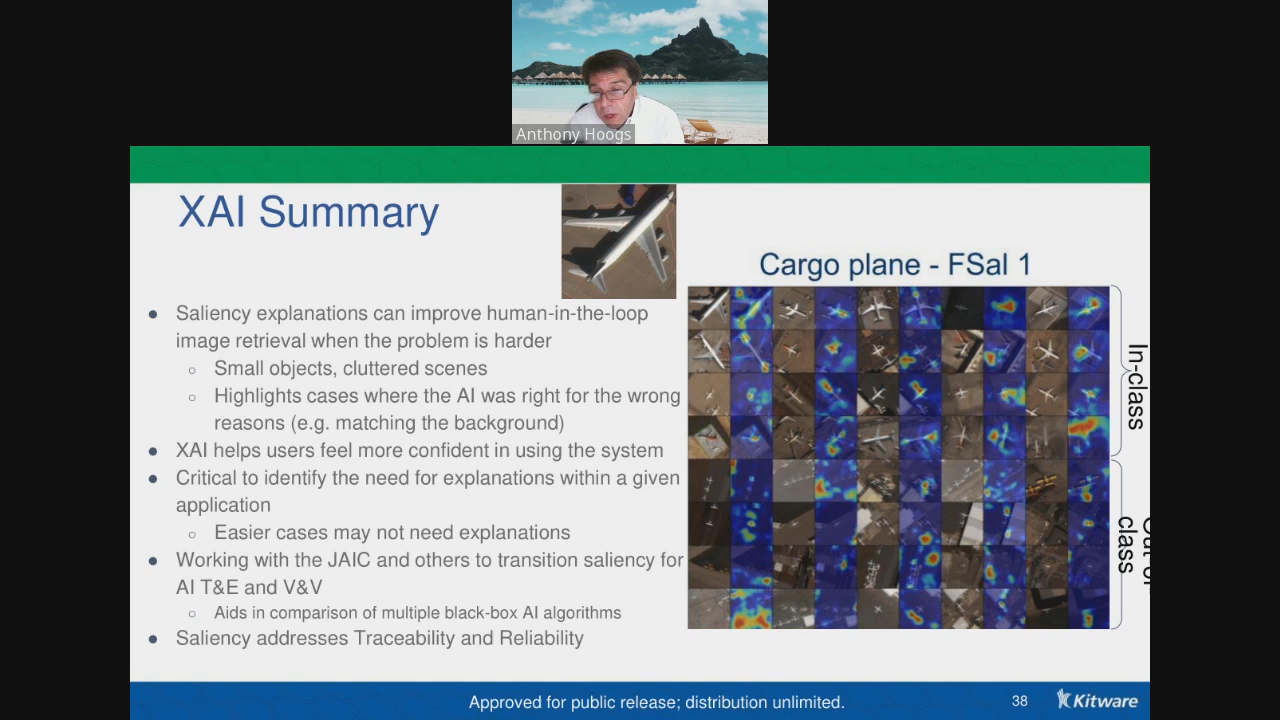 Anthony Hoogs
XAI Summary
Cargo plane - FSal 1
● Saliency explanations can improve human-in-the-loop
image retrieval when the problem is harder
○ Small objects, cluttered scenes
○ Highlights cases where the AI was right for the wrong
reasons (e.g. matching the background)
● XAI helps users feel more confident in using the system
● Critical to identify the need for explanations within a given
application
○ Easier cases may not need explanations
● Working with the JAIC and others to transition saliency for
AI T&E and V&V
○ Aids in comparison of multiple black-box AI algorithms
● Saliency addresses Traceability and Reliability
In-class
class
Approved for public release; distribution unlimited.
38
Kitware